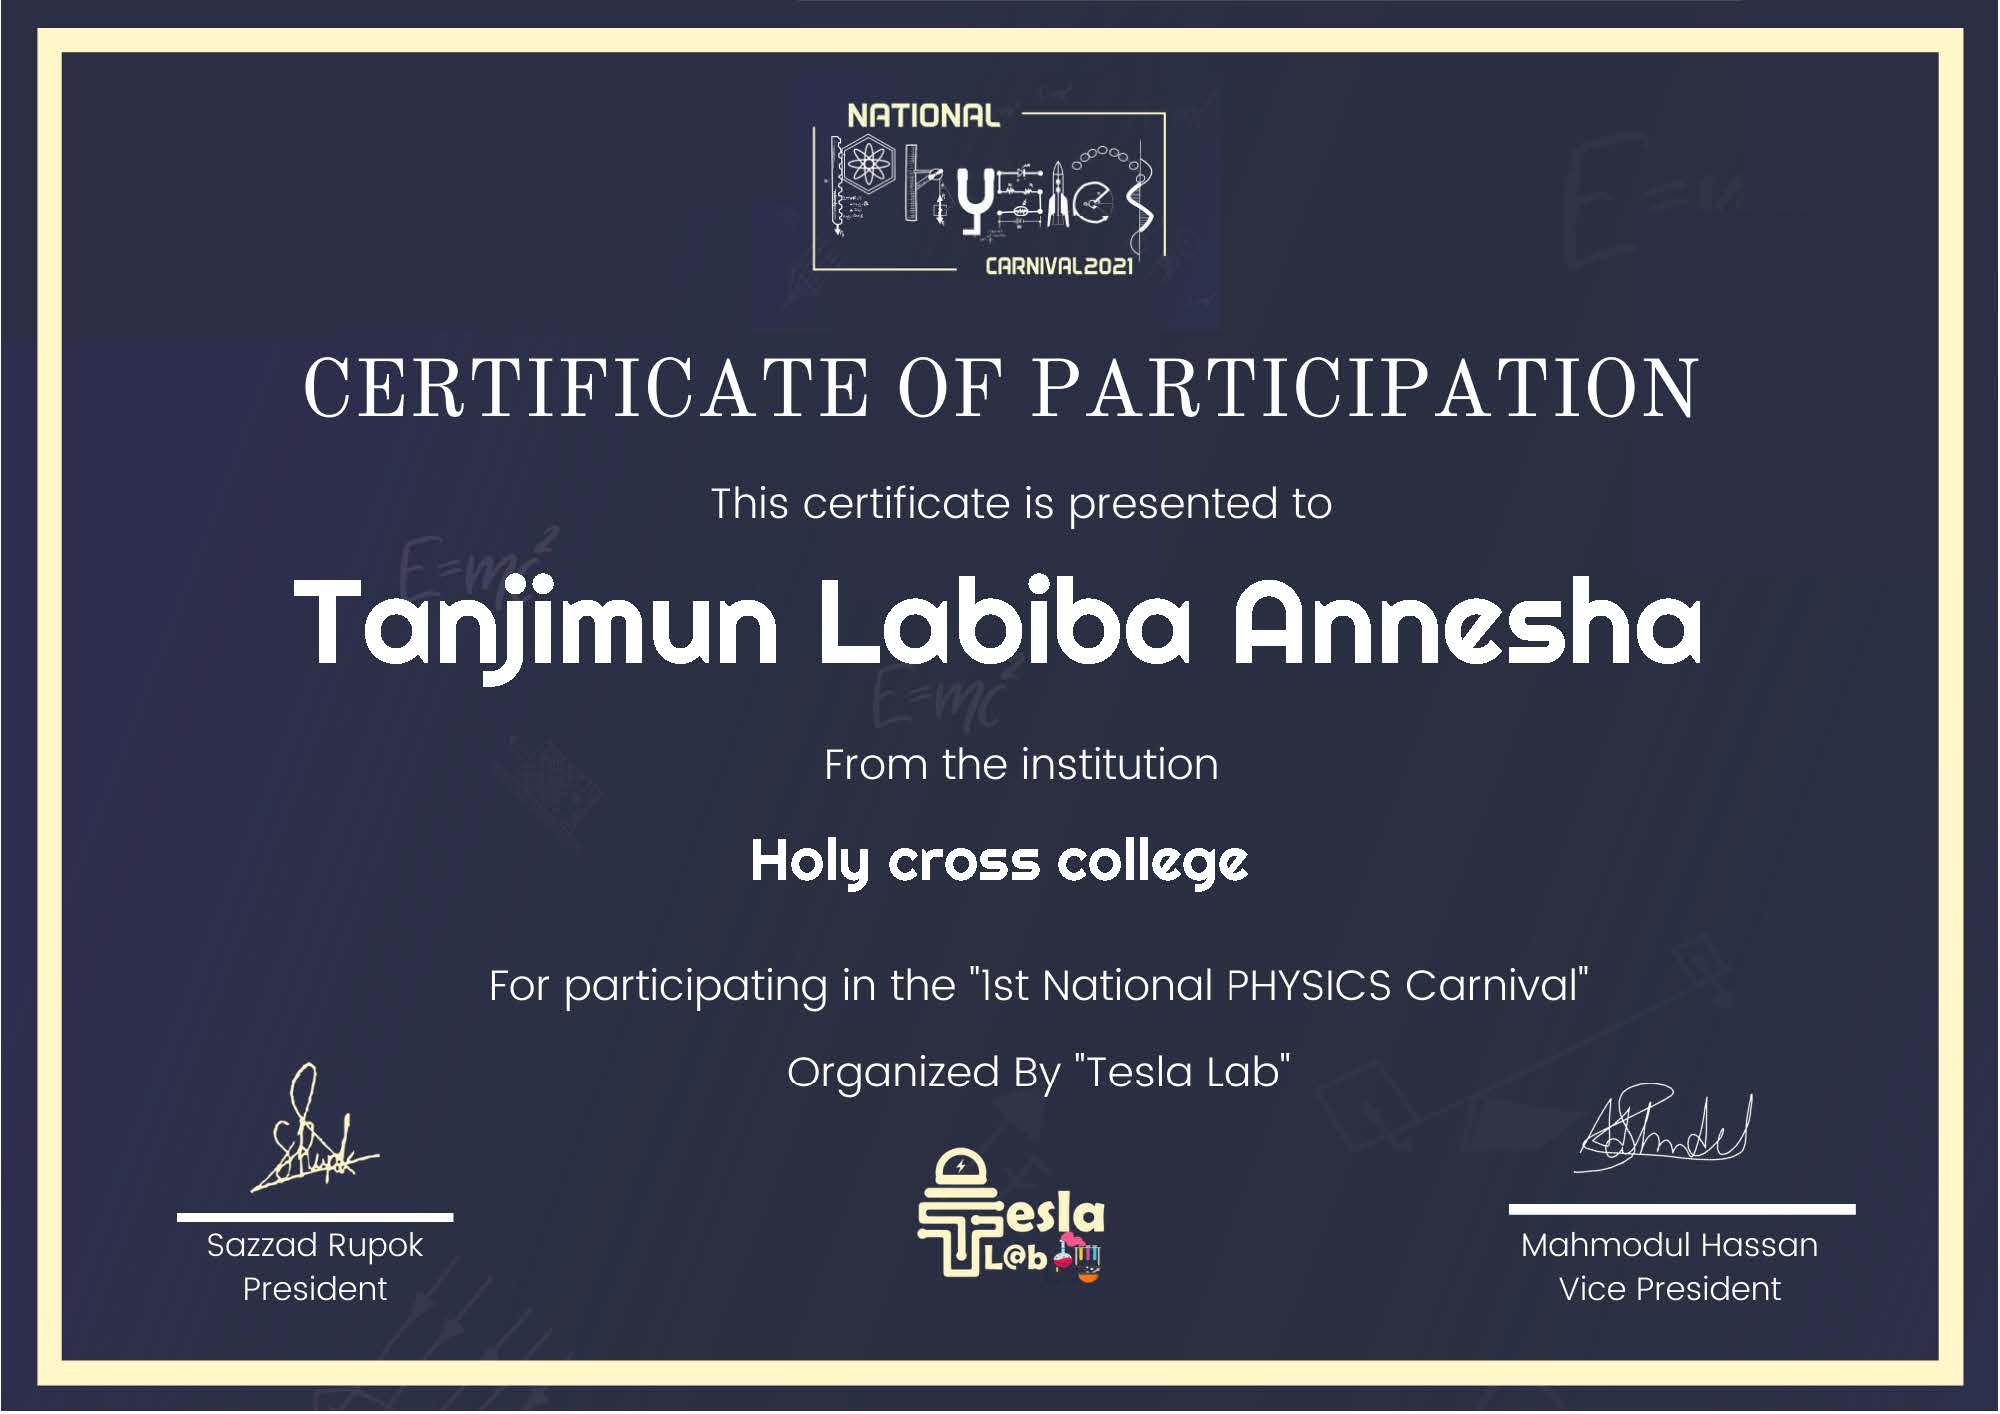 NATIONAL
Physics
CARNIVAL2021
CERTIFICATE OF PARTICIPATION
This certificate is presented to
E=mc²
Tanjimun Labiba Annesha
E=mc²
From the institution
Holy cross college
For participating in the "1st National PHYSICS Carnival"
Organized By "Tesla Lab"
Tesla
L@b
Sazzad Rupok
President
Mahmodul Hassan
Vice President